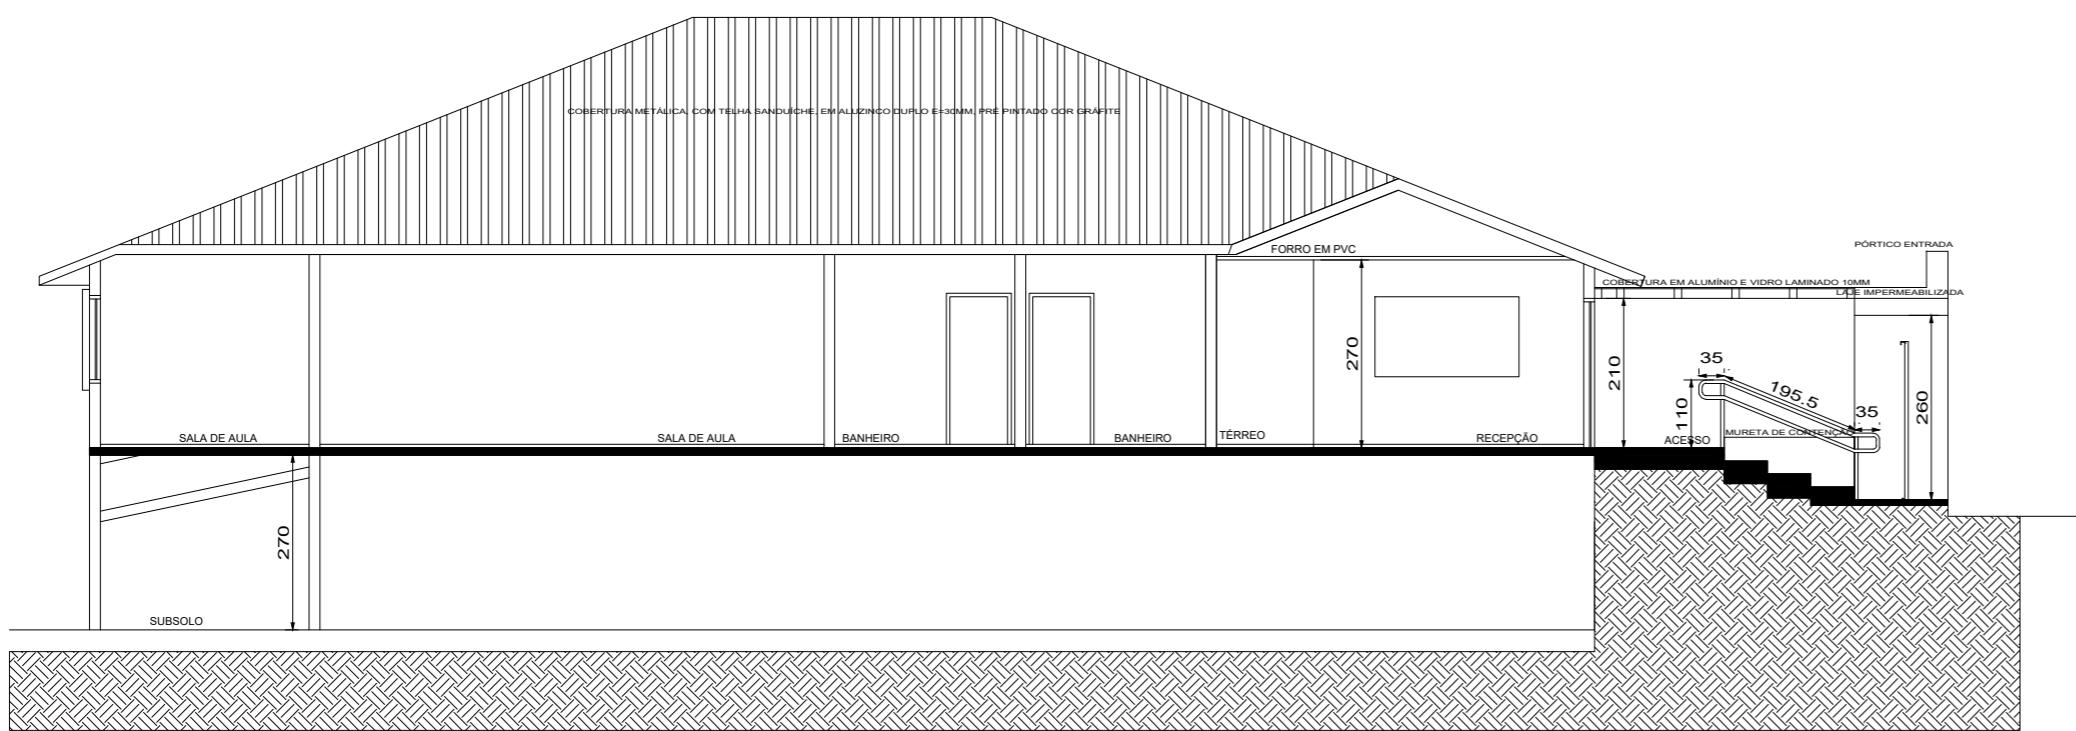 COBERTURA METÁLICA, COM TELHA SANDUÍCHE, EM ALUZINCO DUPLO E=30MM, PRÉ PINTADO COR GRÁFITE
PÓRTICO ENTRADA
FORRO EM PVC
COBERTURA EM ALUMÍNIO E VIDRO LAMINADO 10MM
LAJE IMPERMEABILIZADA
270
210
35
195.5
110
35
260
SALA DE AULA
SALA DE AULA
BANHEIRO
BANHEIRO
TÉRREO
RECEPÇÃO
ACESSO
MURETA DE CONTENÇÃO
270
SUBSOLO